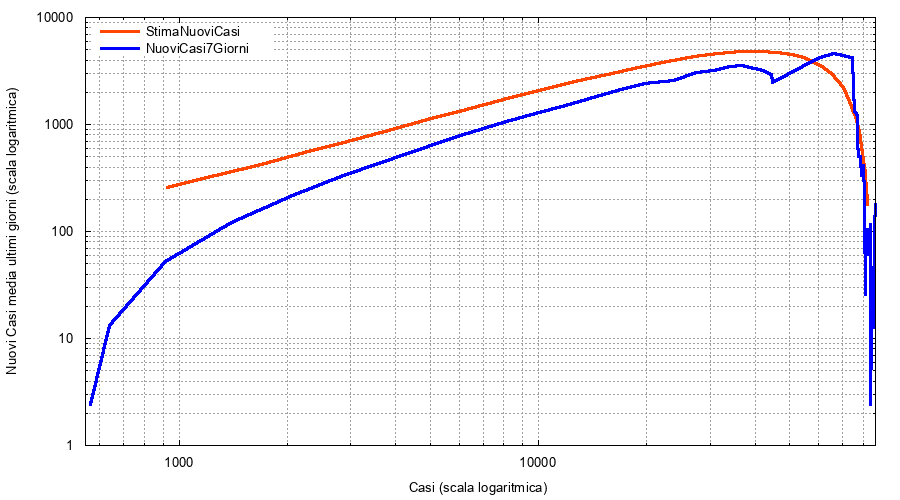 StimaNuoviCasi
NuoviCasi7Giorni
Nuovi Casi media ultimi giorni (scala logaritmica)
10000
1000
100
10
1
1000
10000
Casi (scala logaritmica)